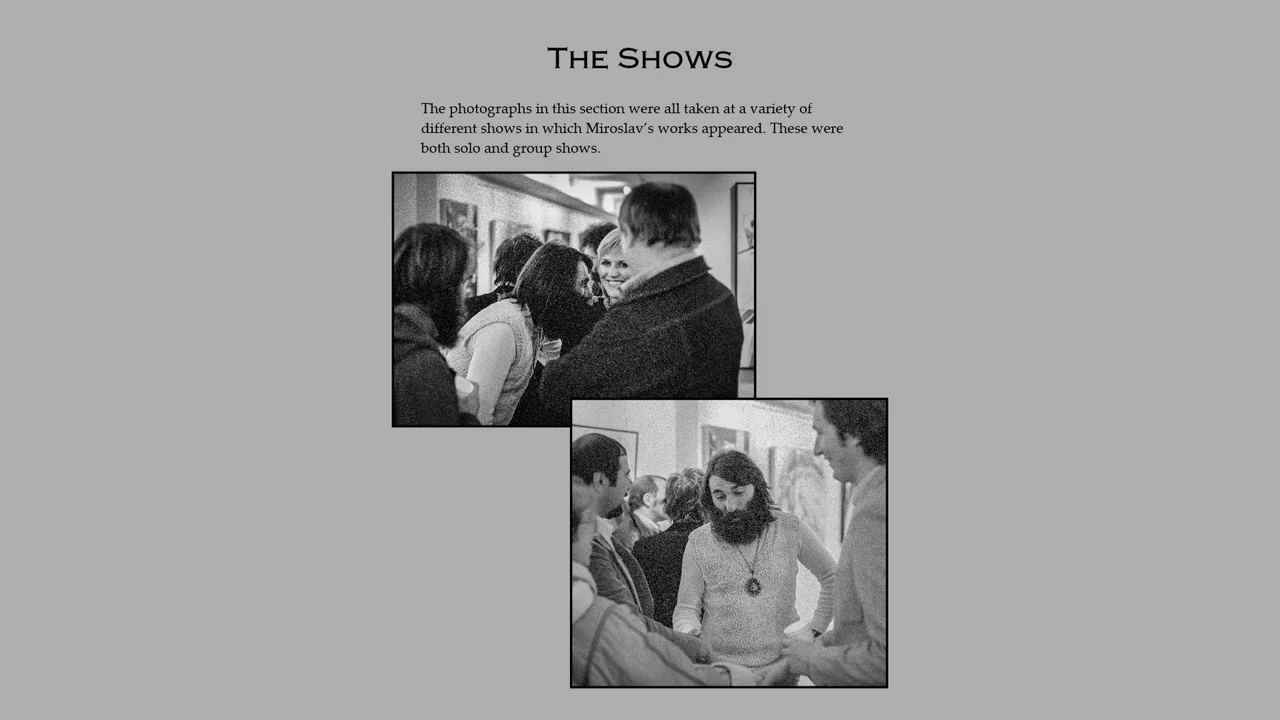 The Shows
The photographs in this section were all taken at a variety of
different shows in which Miroslav’s works appeared. These were
both solo and group shows.